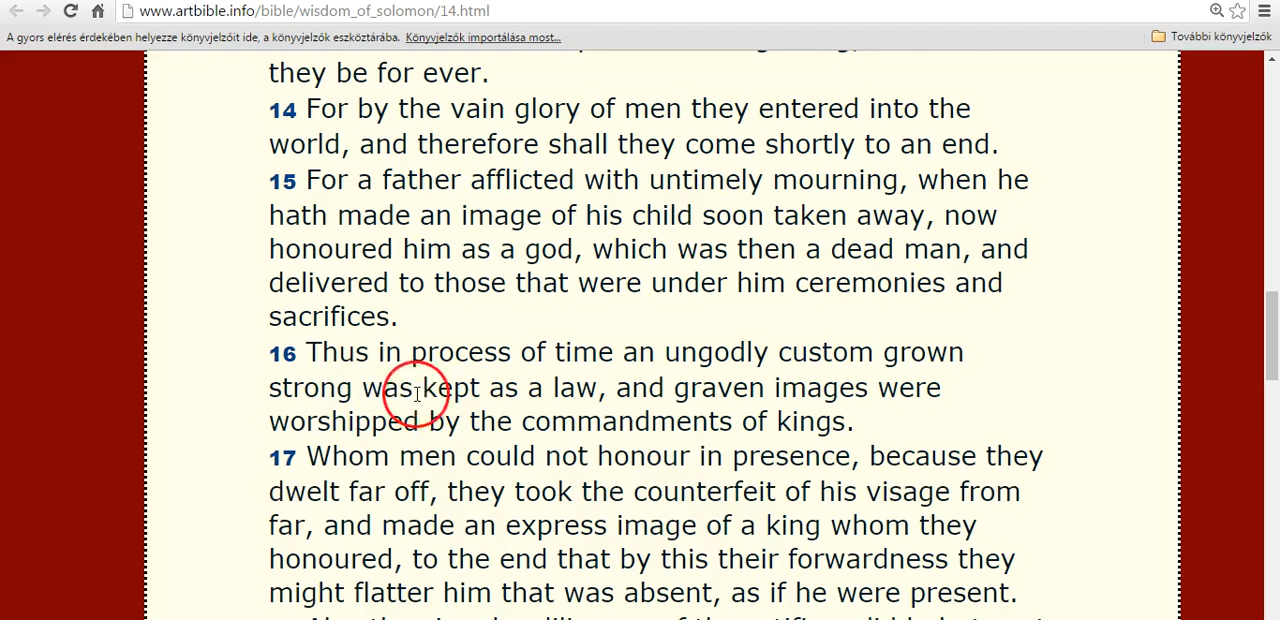 www.artbible.info/bible/wisdom_of_solomon/14.html
A gyors elérés érdekében helyezze könyvjelzőit ide, a könyvjelzők eszköztárába. Könyvjelzők importálása most... További könyvjelzők
they be for ever.
14 For by the vain glory of men they entered into the
world, and therefore shall they come shortly to an end.
15 For a father afflicted with untimely mourning, when he
hath made an image of his child soon taken away, now
honoured him as a god, which was then a dead man, and
delivered to those that were under him ceremonies and
sacrifices.
16 Thus in process of time an ungodly custom grown
strong was kept as a law, and graven images were
worshipped by the commandments of kings.
17 Whom men could not honour in presence, because they
dwelt far off, they took the counterfeit of his visage from
far, and made an express image of a king whom they
honoured, to the end that by this their forwardness they
might flatter him that was absent, as if he were present.